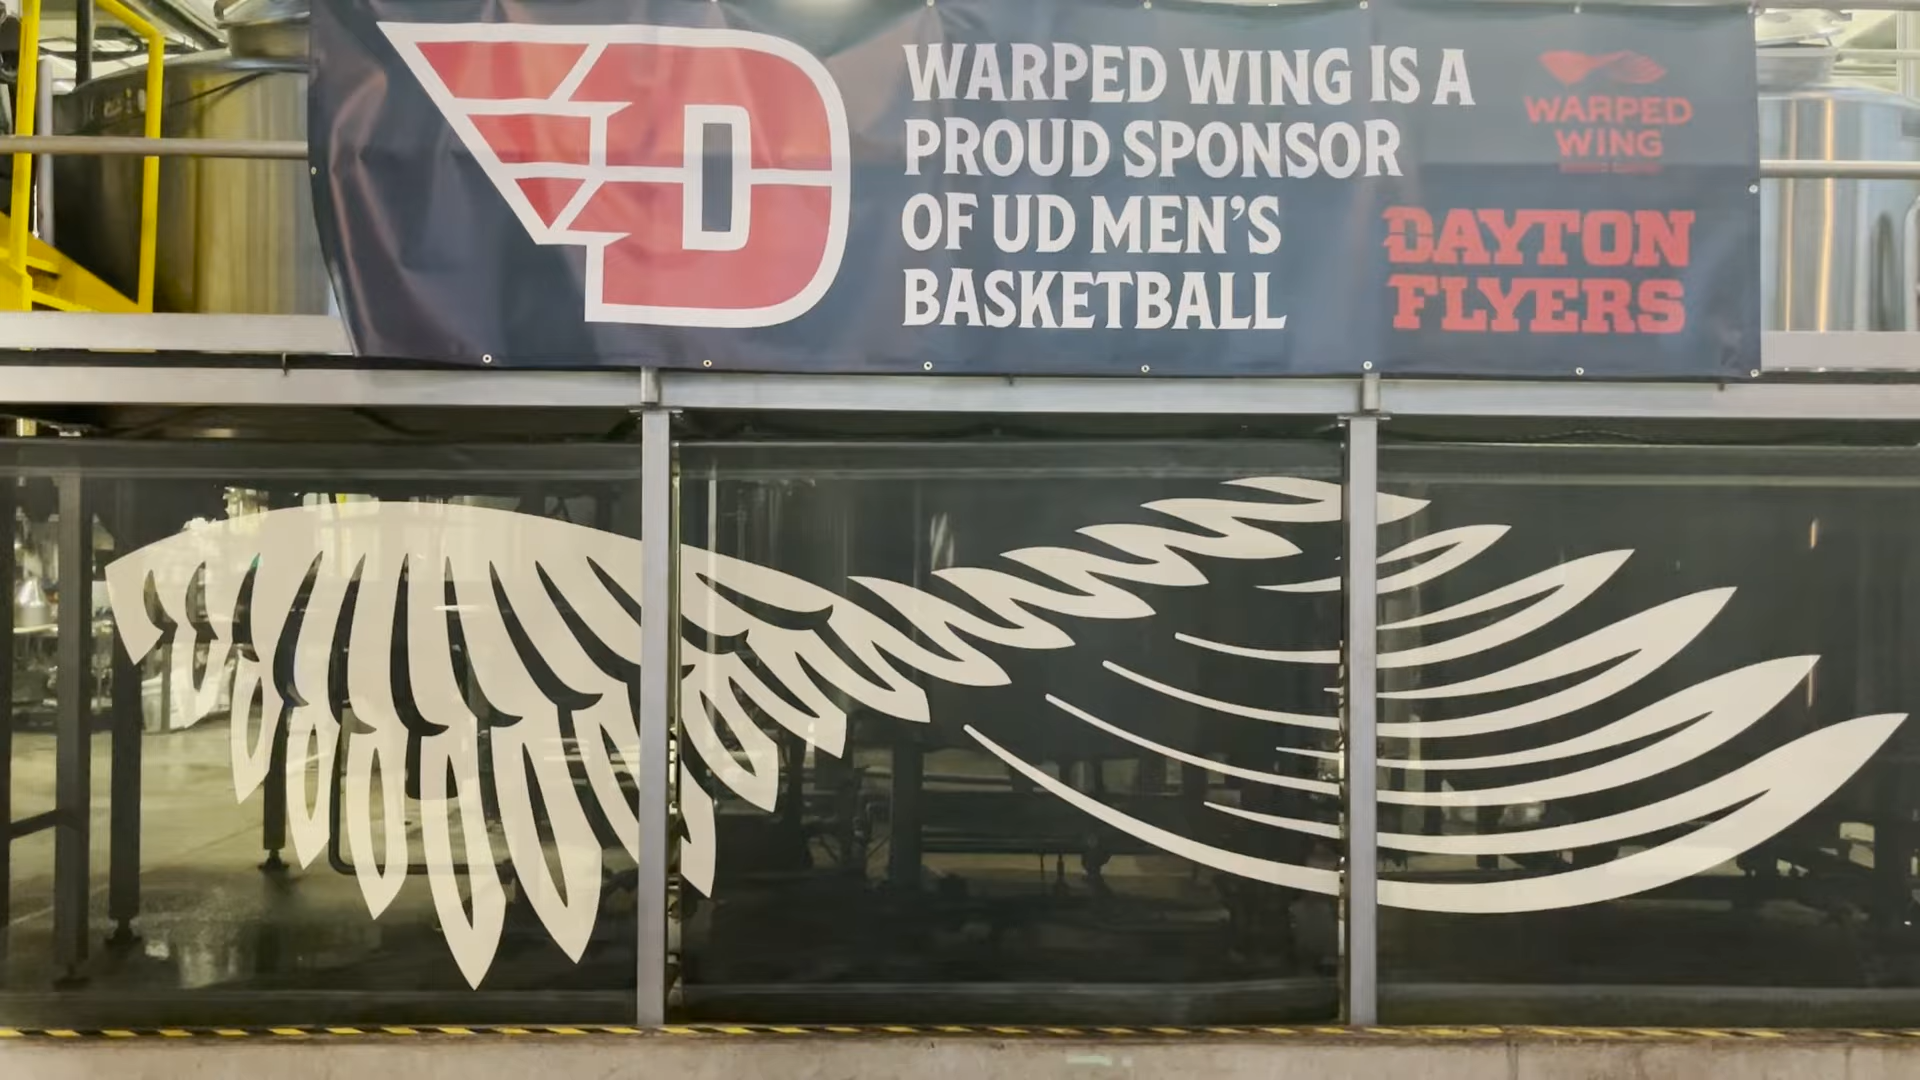 WARPED WING IS A
PROUD SPONSOR
OF UD MEN'S
BASKETBALL
D
WARPED
WING
DAYTON
FLYERS